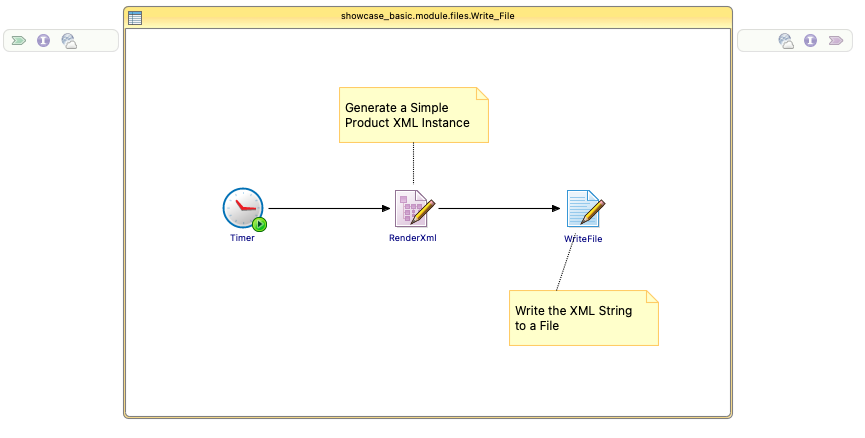 showcase_basic.module.files.Write_File
Generate a Simple
Product XML Instance
Timer
RenderXml
WriteFile
Write the XML String
to a File